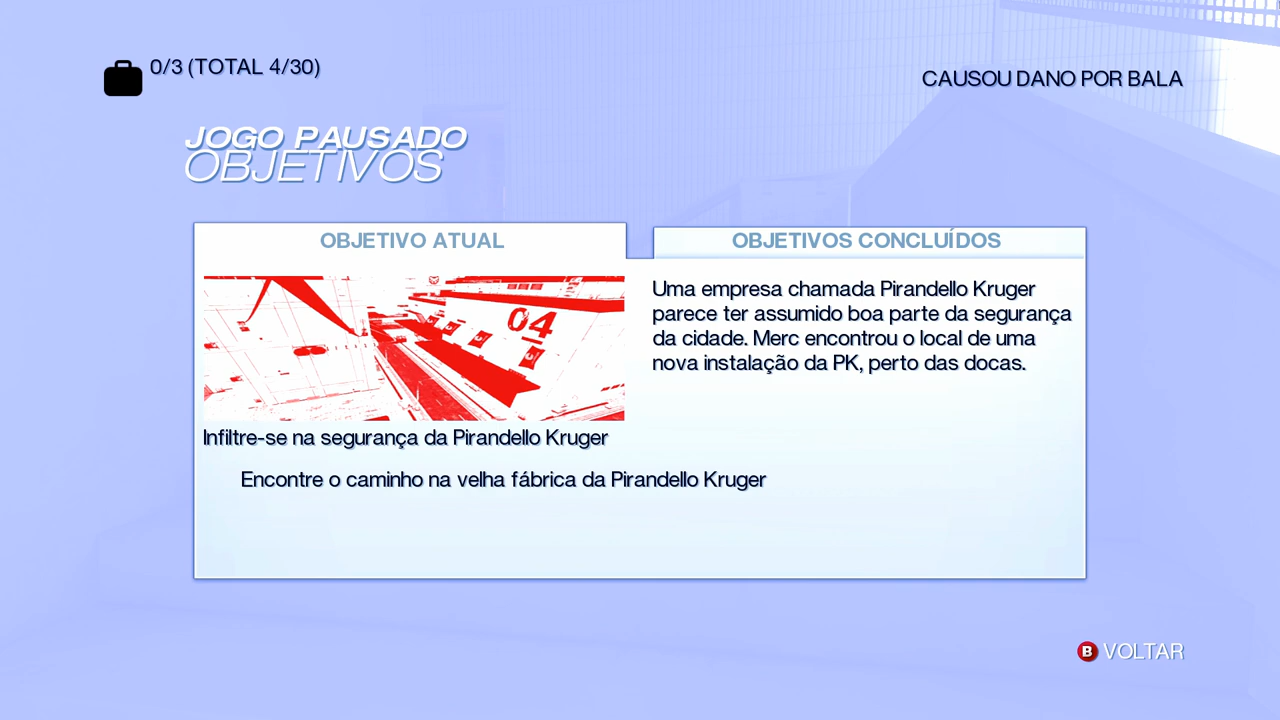 0/3 (TOTAL 4/30)
CAUSOU DANO POR BALA
JOGO PAUSADO
OBJETIVOS
OBJETIVO ATUAL
OBJETIVOS CONCLUÍDOS
04
Infiltre-se na segurança da Pirandello Kruger
Encontre o caminho na velha fábrica da Pirandello Kruger
Uma empresa chamada Pirandello Kruger
parece ter assumido boa parte da segurança
da cidade. Merc encontrou o local de uma
nova instalação da PK, perto das docas.
B VOLTAR